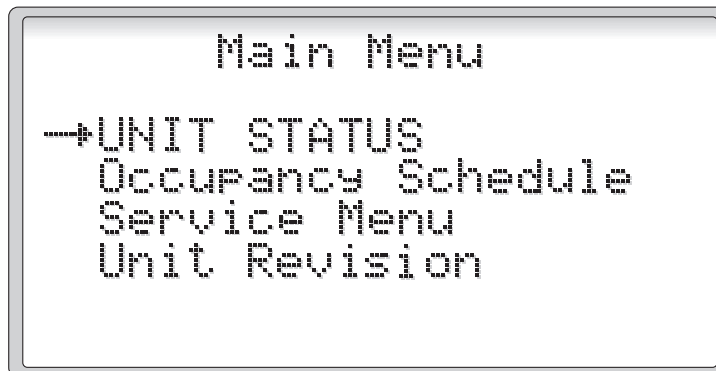 Main Menu
→UNIT STATUS
Occupancy Schedule
Service Menu
Unit Revision